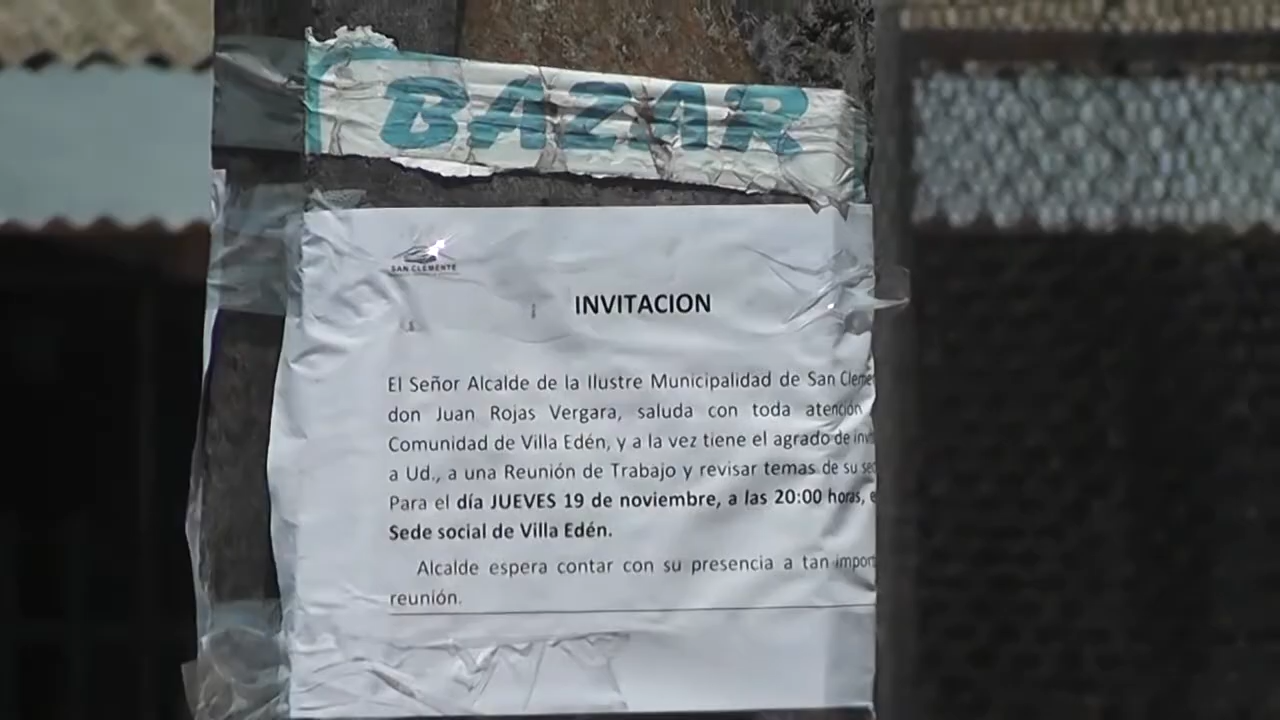 BAZAR
SAN CLEMENTE
INVITACION
El Señor Alcalde de la Ilustre Municipalidad de San Cleme
don Juan Rojas Vergara, saluda con toda atención
Comunidad de Villa Edén, y a la vez tiene el agrado de invi
a Ud., a una Reunión de Trabajo y revisar temas de su sec
Para el día JUEVES 19 de noviembre, a las 20:00 horas, e
Sede social de Villa Edén.
Alcalde espera contar con su presencia a tan impor
reunión.